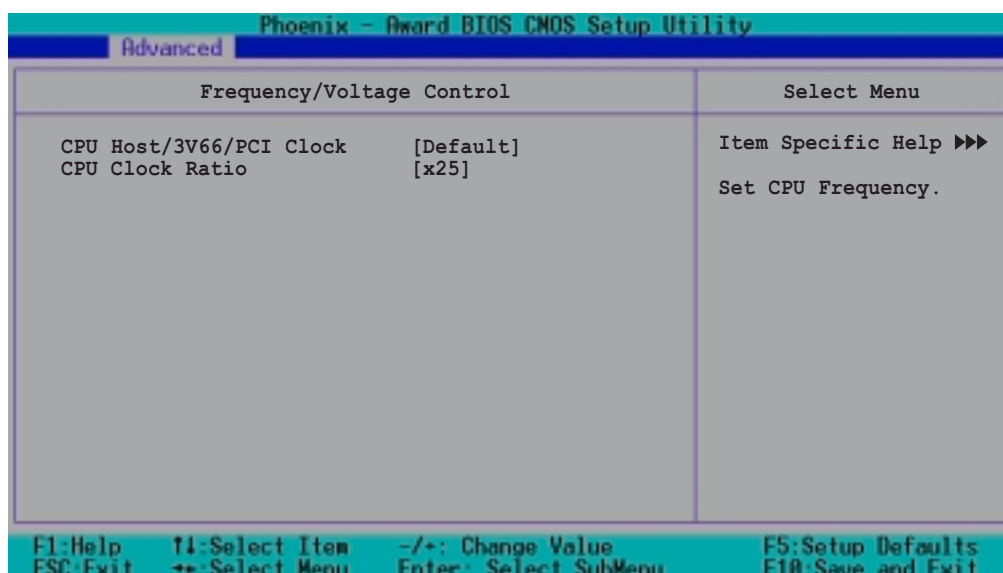 Phoenix - Award BIOS CMOS Setup Utility
Advanced
Frequency/Voltage Control
Select Menu
CPU Host/3V66/PCI Clock [Default]
CPU Clock Ratio [x25]
Item Specific Help ▶▶▶
Set CPU Frequency.
F1:Help ↑↓:Select Item -/+: Change Value F5:Setup Defaults
ESC:Exit ←→:Select Menu Enter: Select SubMenu F10:Save and Exit